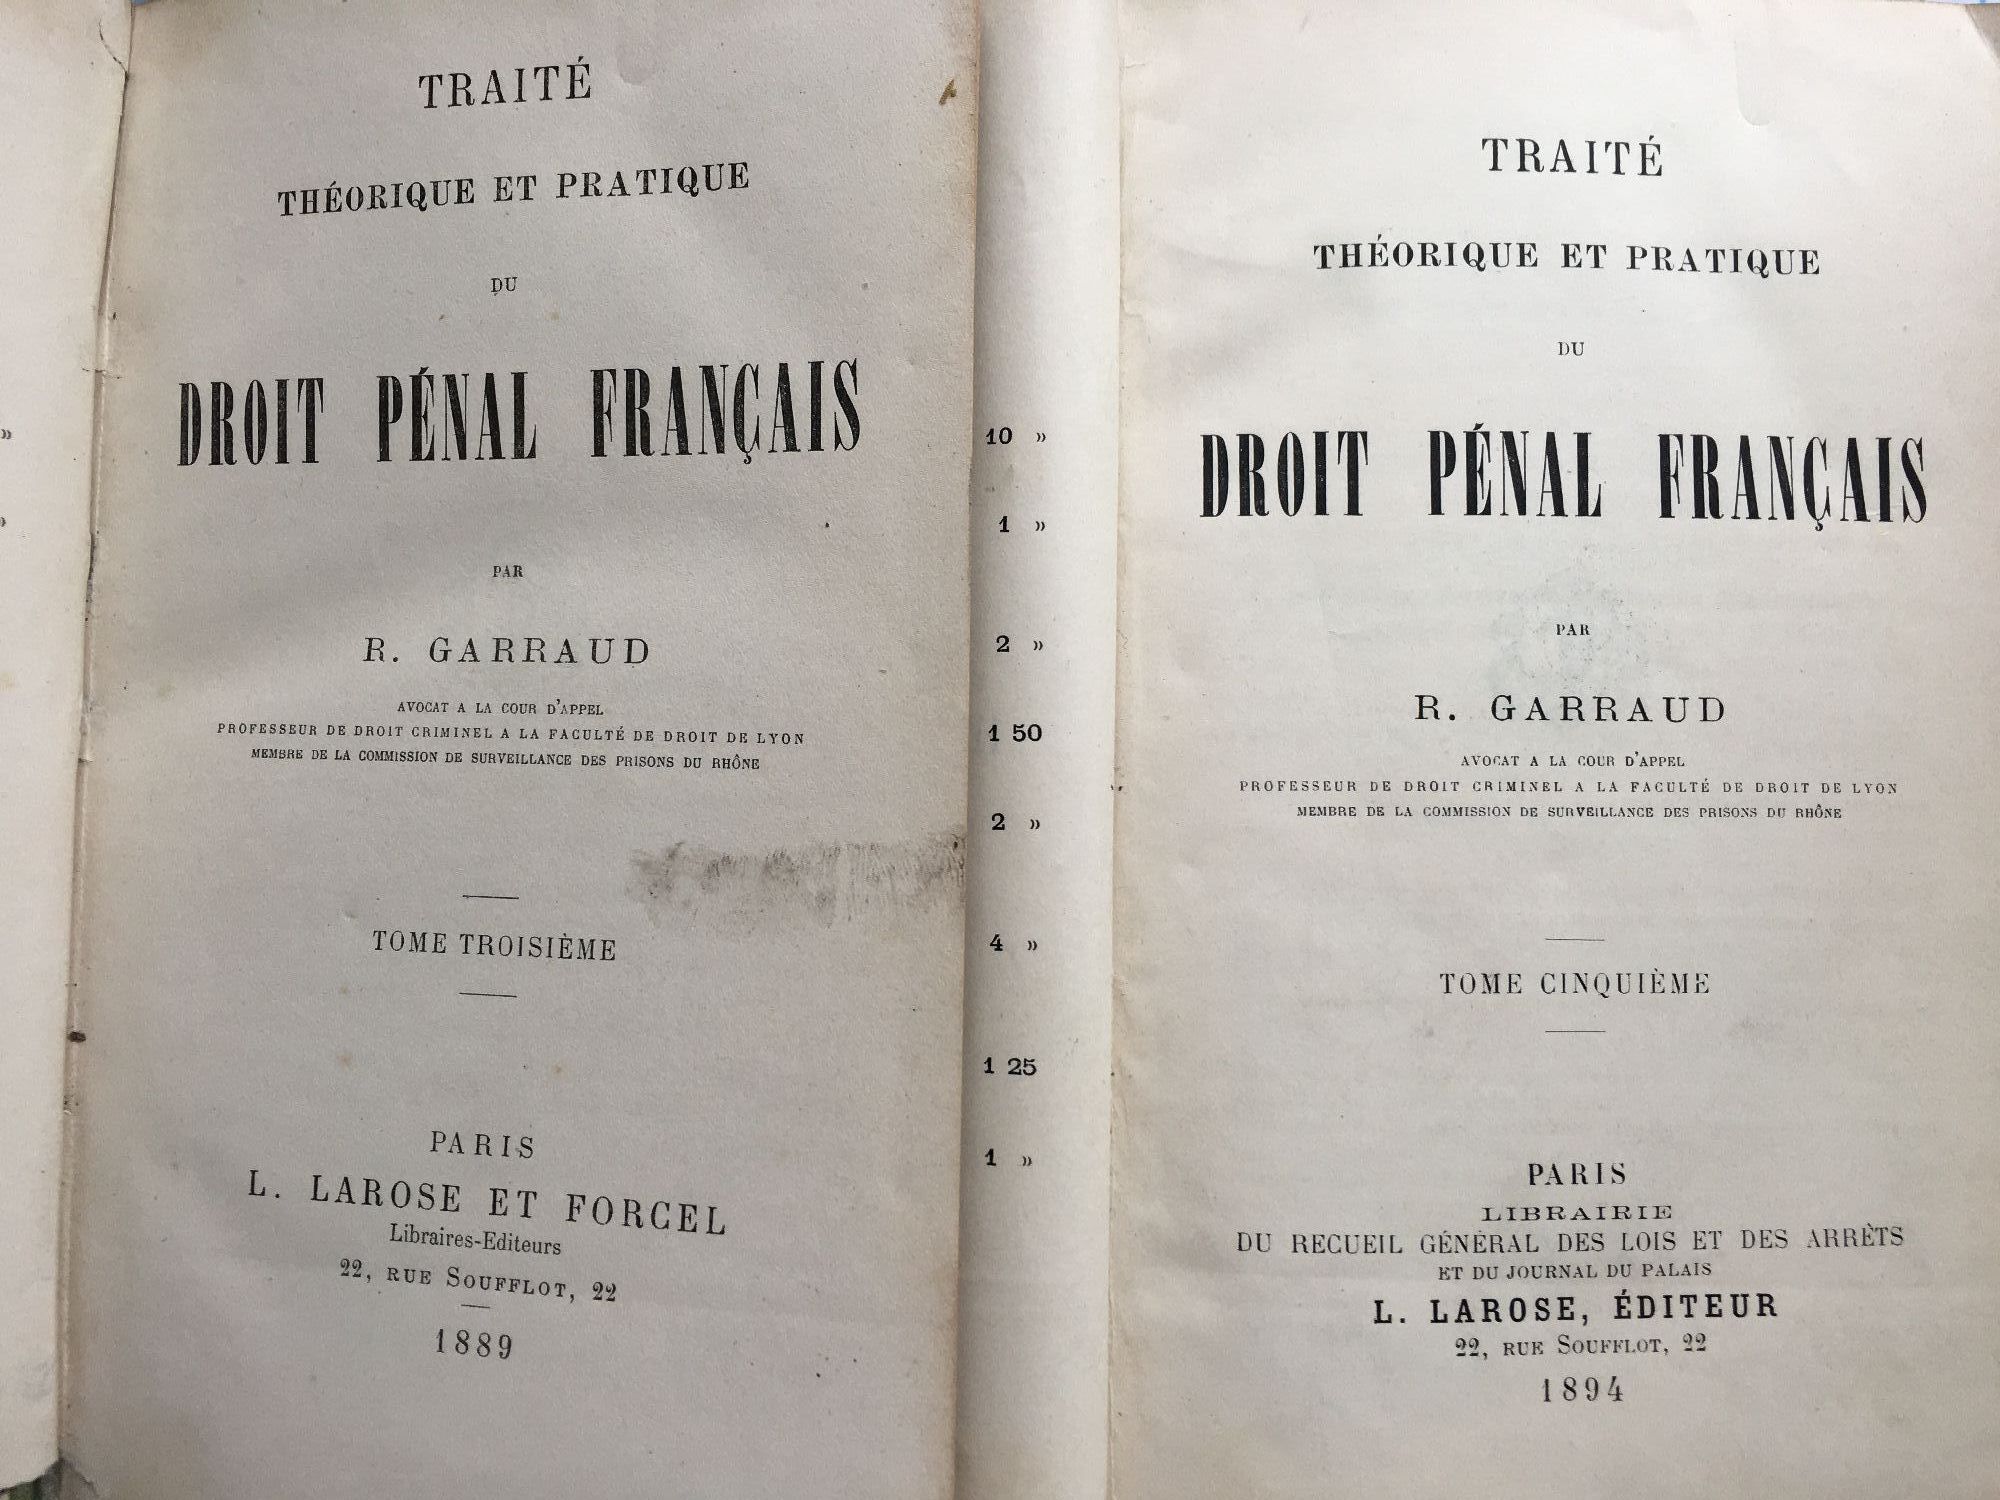 »
»
TRAITÉ
THÉORIQUE ET PRATIQUE
DU
DROIT PÉNAL FRANÇAIS
PAR
R. GARRAUD
AVOCAT A LA COUR D'APPEL
PROFESSEUR DE DROIT CRIMINEL A LA FACULTÉ DE DROIT DE LYON
MEMBRE DE LA COMMISSION DE SURVEILLANCE DES PRISONS DU RHÔNE
TOME TROISIÈME
PARIS
L. LAROSE ET FORCEL
Libraires-Editeurs
22, RUE SOUFFLOT, 22
1889
10 »
1 »
2 »
1 50
2 »
4 »
1 25
1 »
TRAITÉ
THÉORIQUE ET PRATIQUE
DU
DROIT PÉNAL FRANÇAIS
PAR
R. GARRAUD
AVOCAT A LA COUR D'APPEL
PROFESSEUR DE DROIT CRIMINEL A LA FACULTÉ DE DROIT DE LYON
MEMBRE DE LA COMMISSION DE SURVEILLANCE DES PRISONS DU RHÔNE
TOME CINQUIÈME
PARIS
LIBRAIRIE
DU RECUEIL GÉNÉRAL DES LOIS ET DES ARRÊTS
ET DU JOURNAL DU PALAIS
L. LAROSE, ÉDITEUR
22, RUE SOUFFLOT, 22
1894